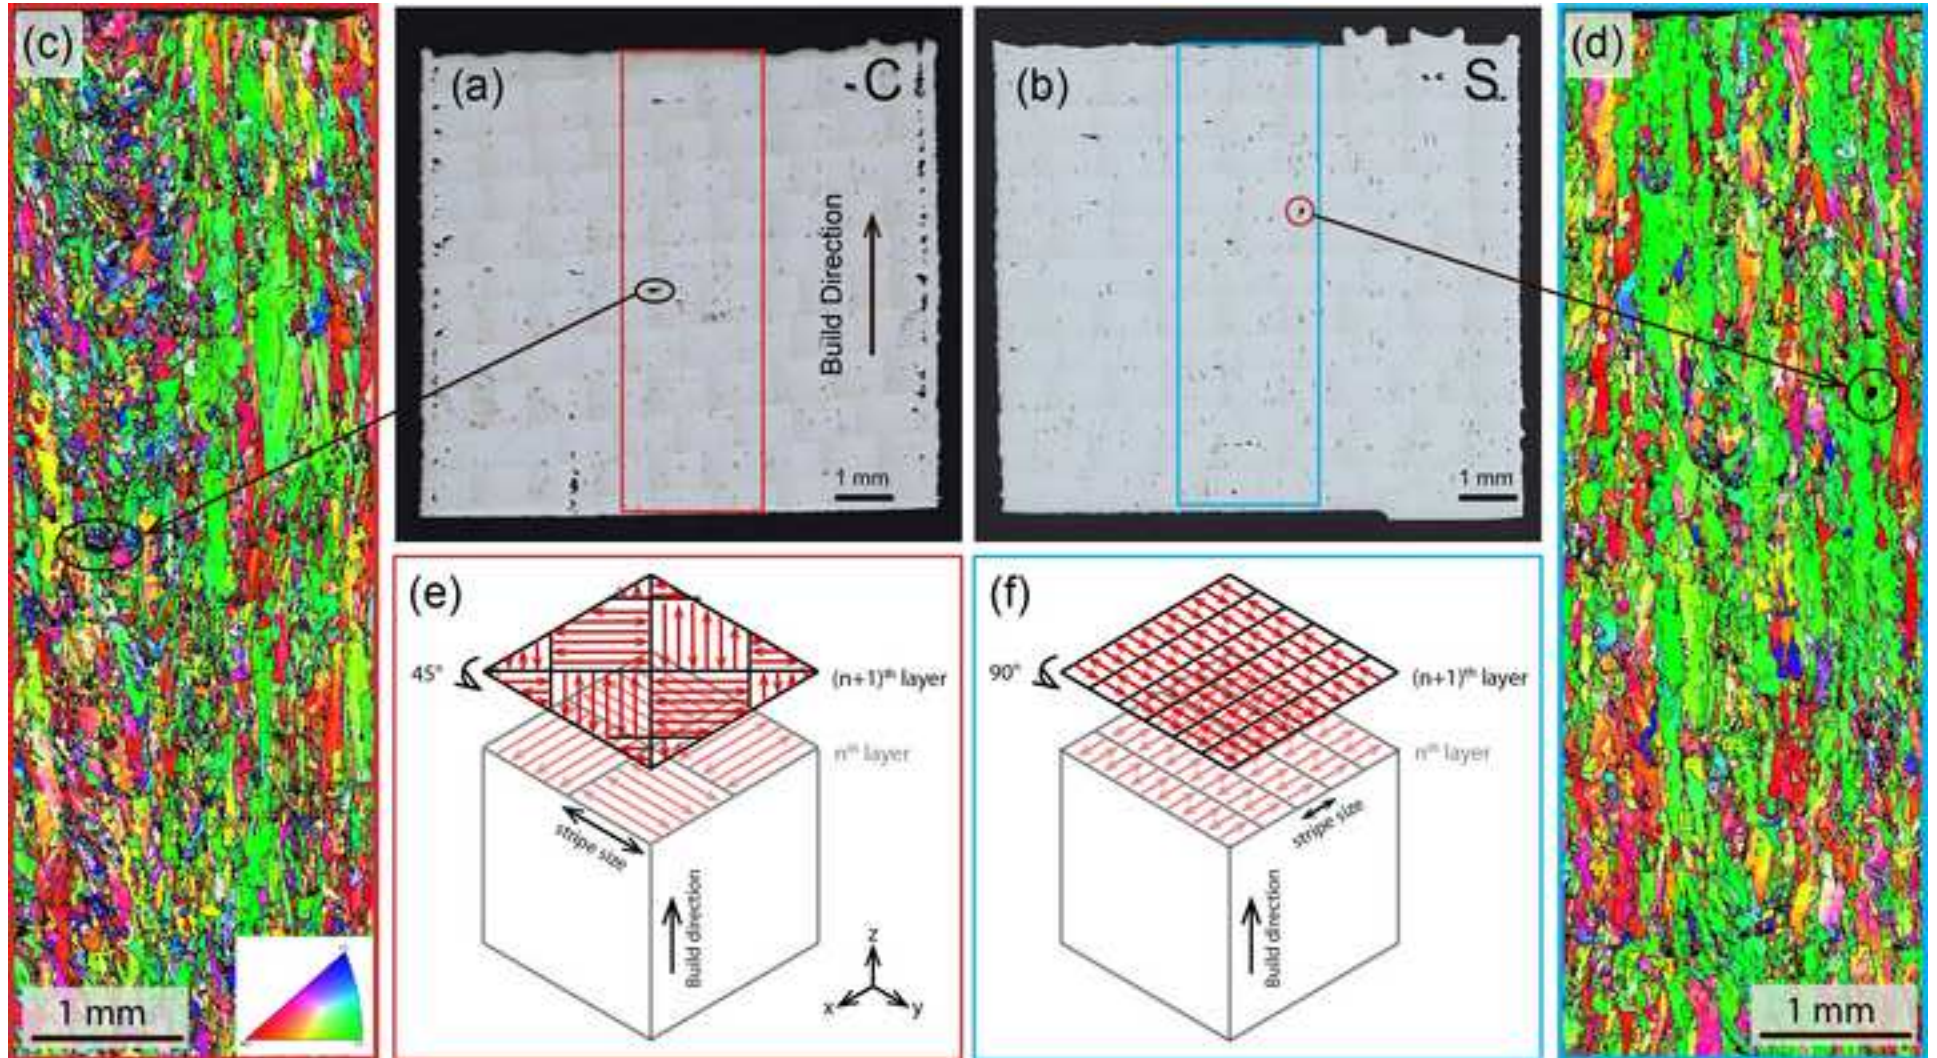 (c)
(a)
C
Build Direction
1 mm
(b)
S
1 mm
(d)
1 mm
(e)
45°
(n+1)th layer
nth layer
stripe size
Build direction
z
x
y
(f)
90°
(n+1)th layer
nth layer
stripe size
Build direction
1 mm